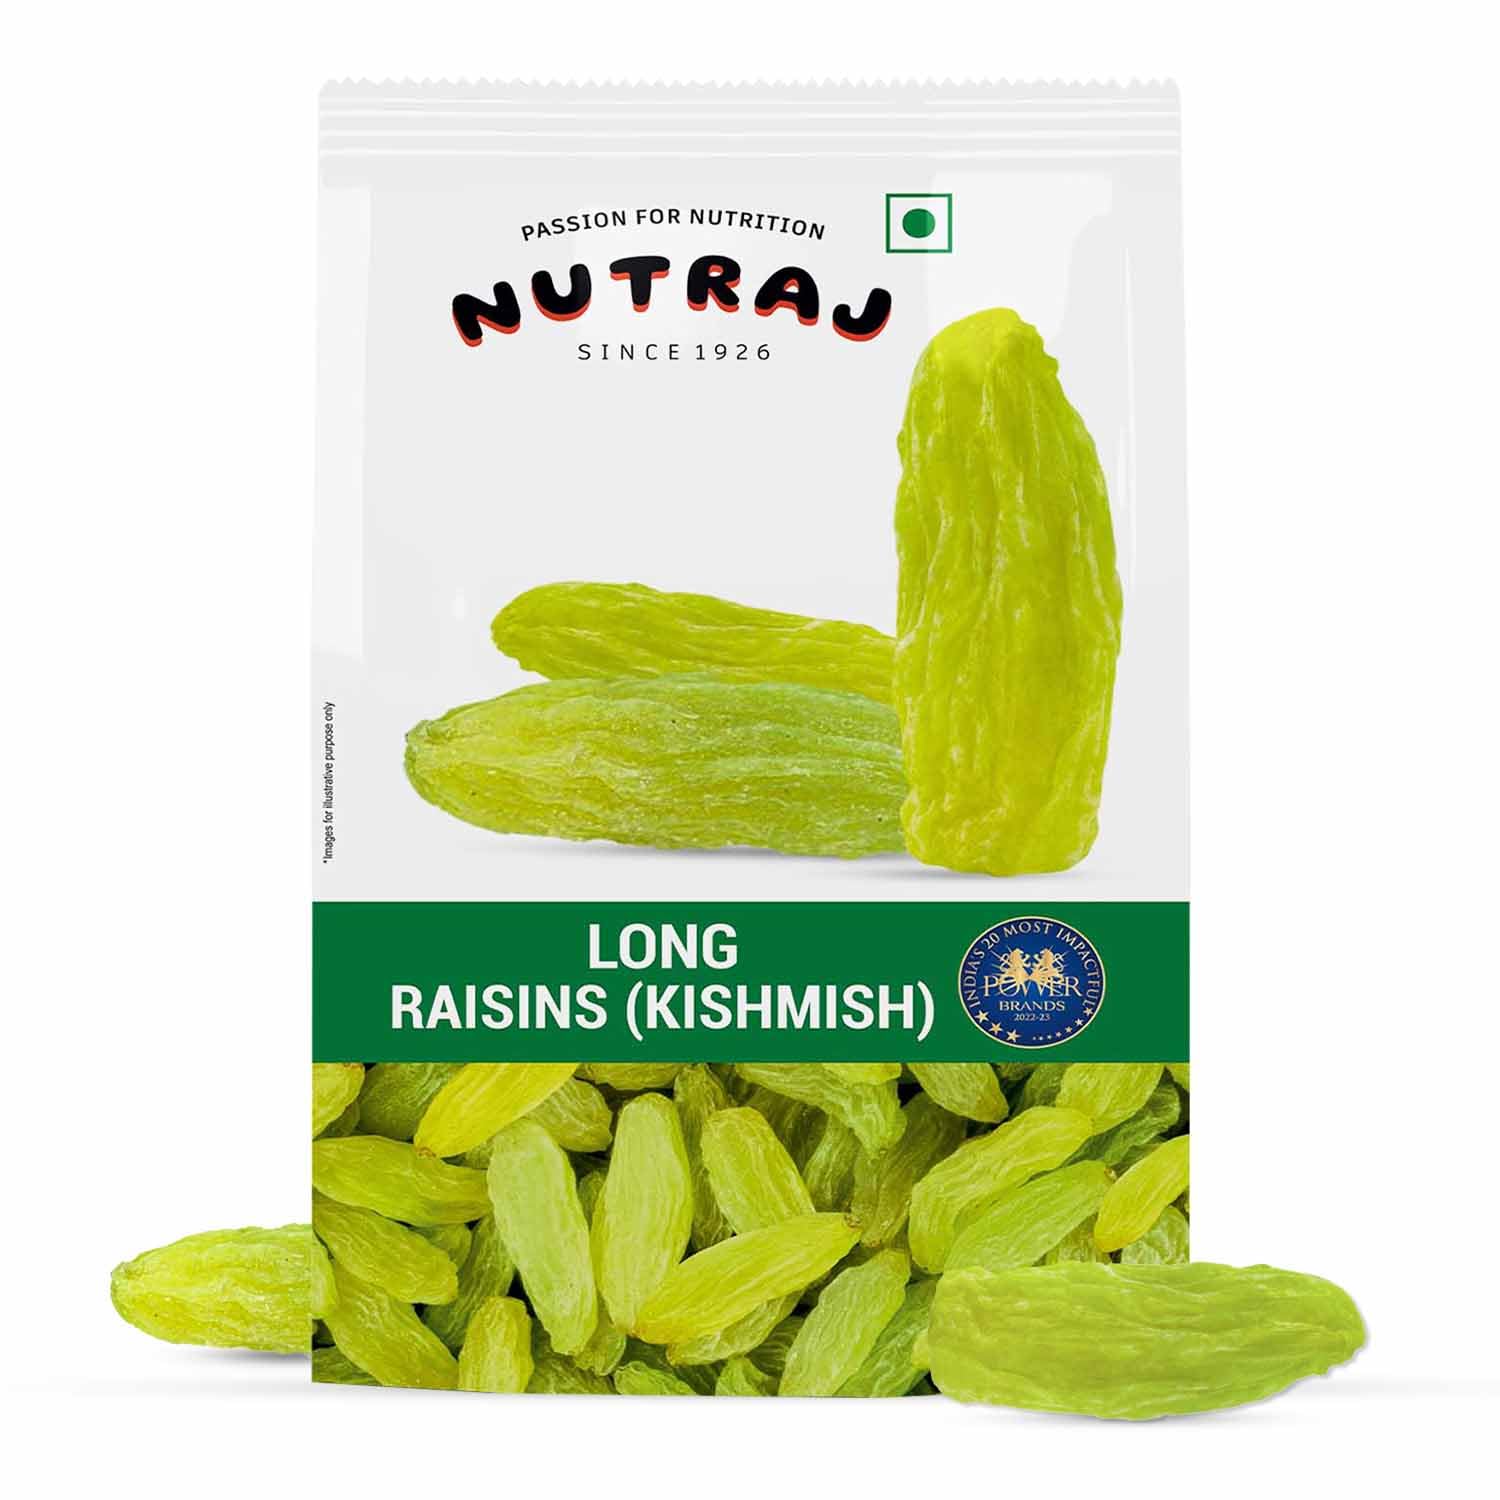 PASSION FOR NUTRITION
NUTRAJ
SINCE 1926
*Images for illustrative purpose only
LONG
RAISINS (KISHMISH)
INDIA'S 20 MOST IMPACTFUL
POWER
BRANDS
2022-23